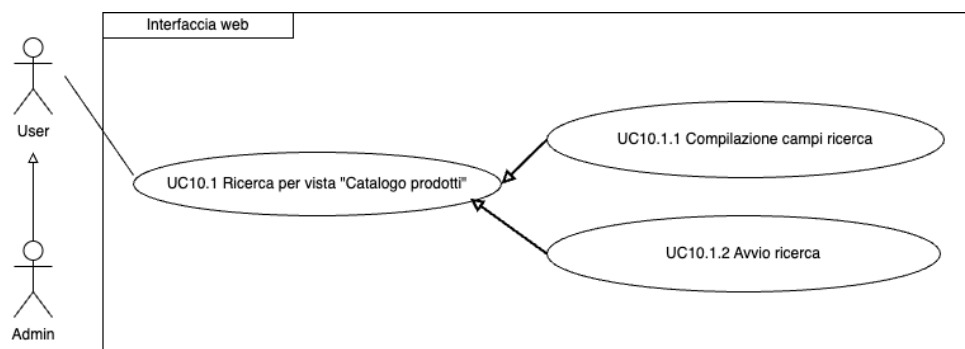 Interfaccia web
User
UC10.1.1 Compilazione campi ricerca
UC10.1 Ricerca per vista "Catalogo prodotti"
UC10.1.2 Avvio ricerca
Admin